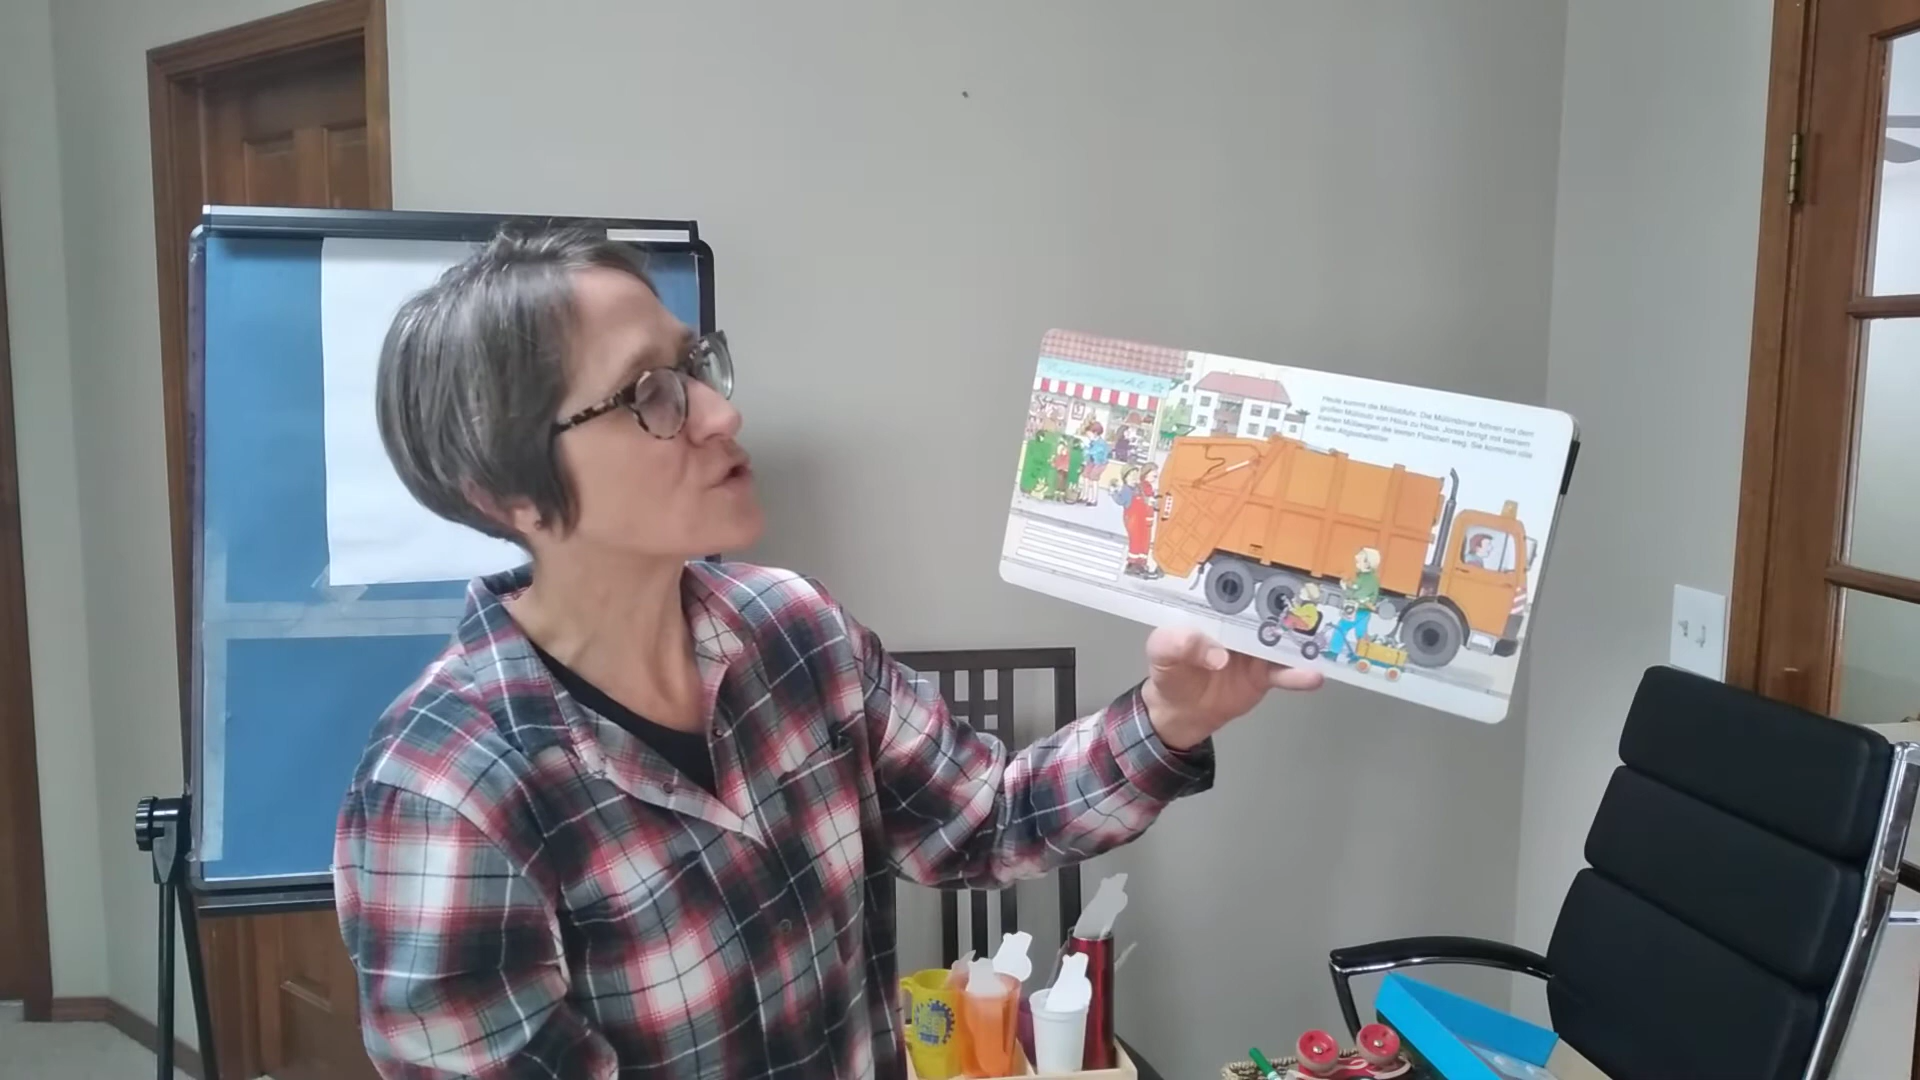 Heute kommt die Müllabfuhr. Die Müllmänner fahren mit dem
großen Müllauto von Haus zu Haus. Jonas bringt mit seinem
kleinen Müllwagen die leeren Flaschen weg. Sie kommen alle
in den Altglasbehälter.